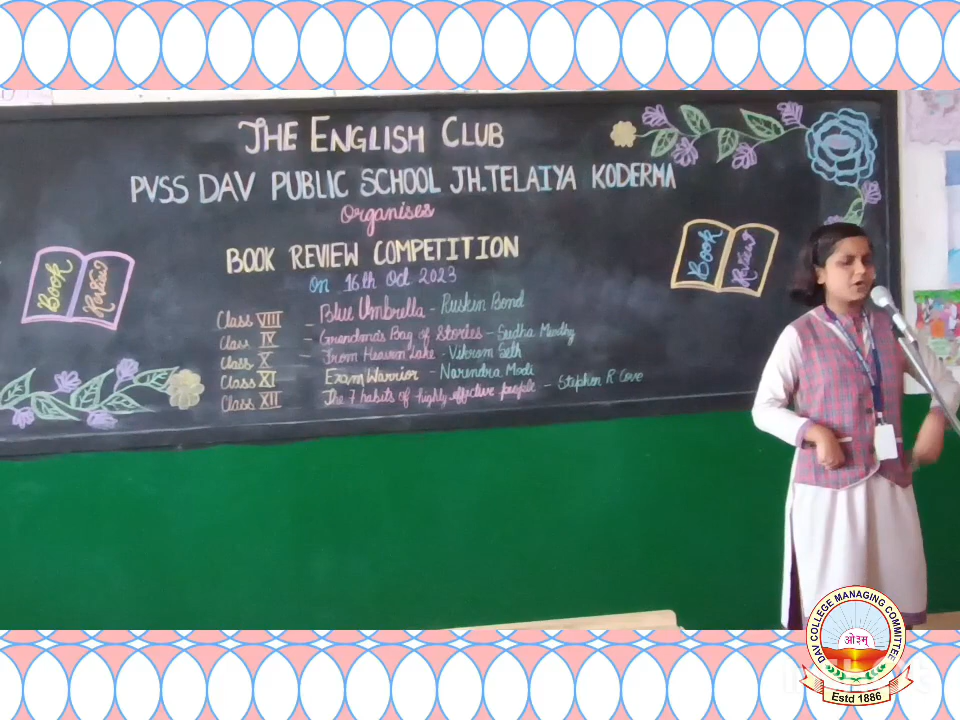 THE ENGLISH CLUB
PVSS DAV PUBLIC SCHOOL JH.TELAIYA KODERMA
Organises
BOOK REVIEW COMPETITION
On 16th Oct 2023
Book Review
Book Review
Class VIII - Blue Umbrella - Ruskin Bond
Class IX - Grandma's Bag of Stories - Sudha Murthy
Class X - From Heaven Lake - Vikram Seth
Class XI Exam Warrior - Narendra Modi
Class XII The 7 habits of highly effictive people - Stephen R Cove
DAV COLLEGE MANAGING COMMITTEE
ओ३म्
Estd 1886